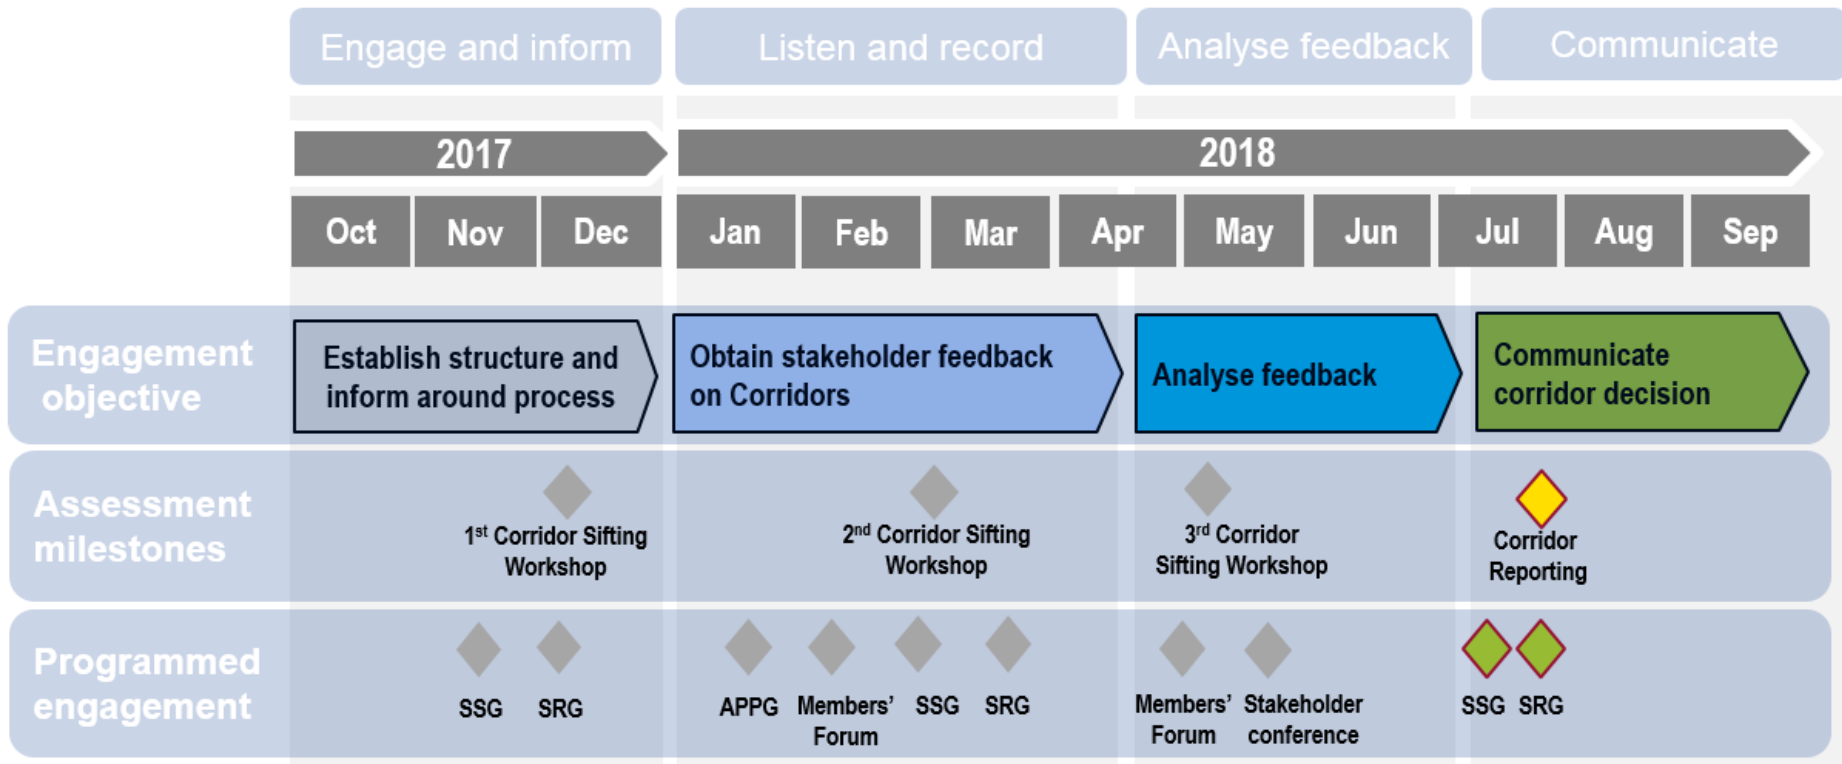 Engage and inform
Listen and record
Analyse feedback
Communicate
2017
2018
Oct
Nov
Dec
Jan
Feb
Mar
Apr
May
Jun
Jul
Aug
Sep
Engagement
objective
Establish structure and
inform around process
Obtain stakeholder feedback
on Corridors
Analyse feedback
Communicate
corridor decision
Assessment
milestones
1st Corridor Sifting
Workshop
2nd Corridor Sifting
Workshop
3rd Corridor
Sifting Workshop
Corridor
Reporting
Programmed
engagement
SSG
SRG
APPG
Members’
Forum
SSG
SRG
Members’
Forum
Stakeholder
conference
SSG
SRG